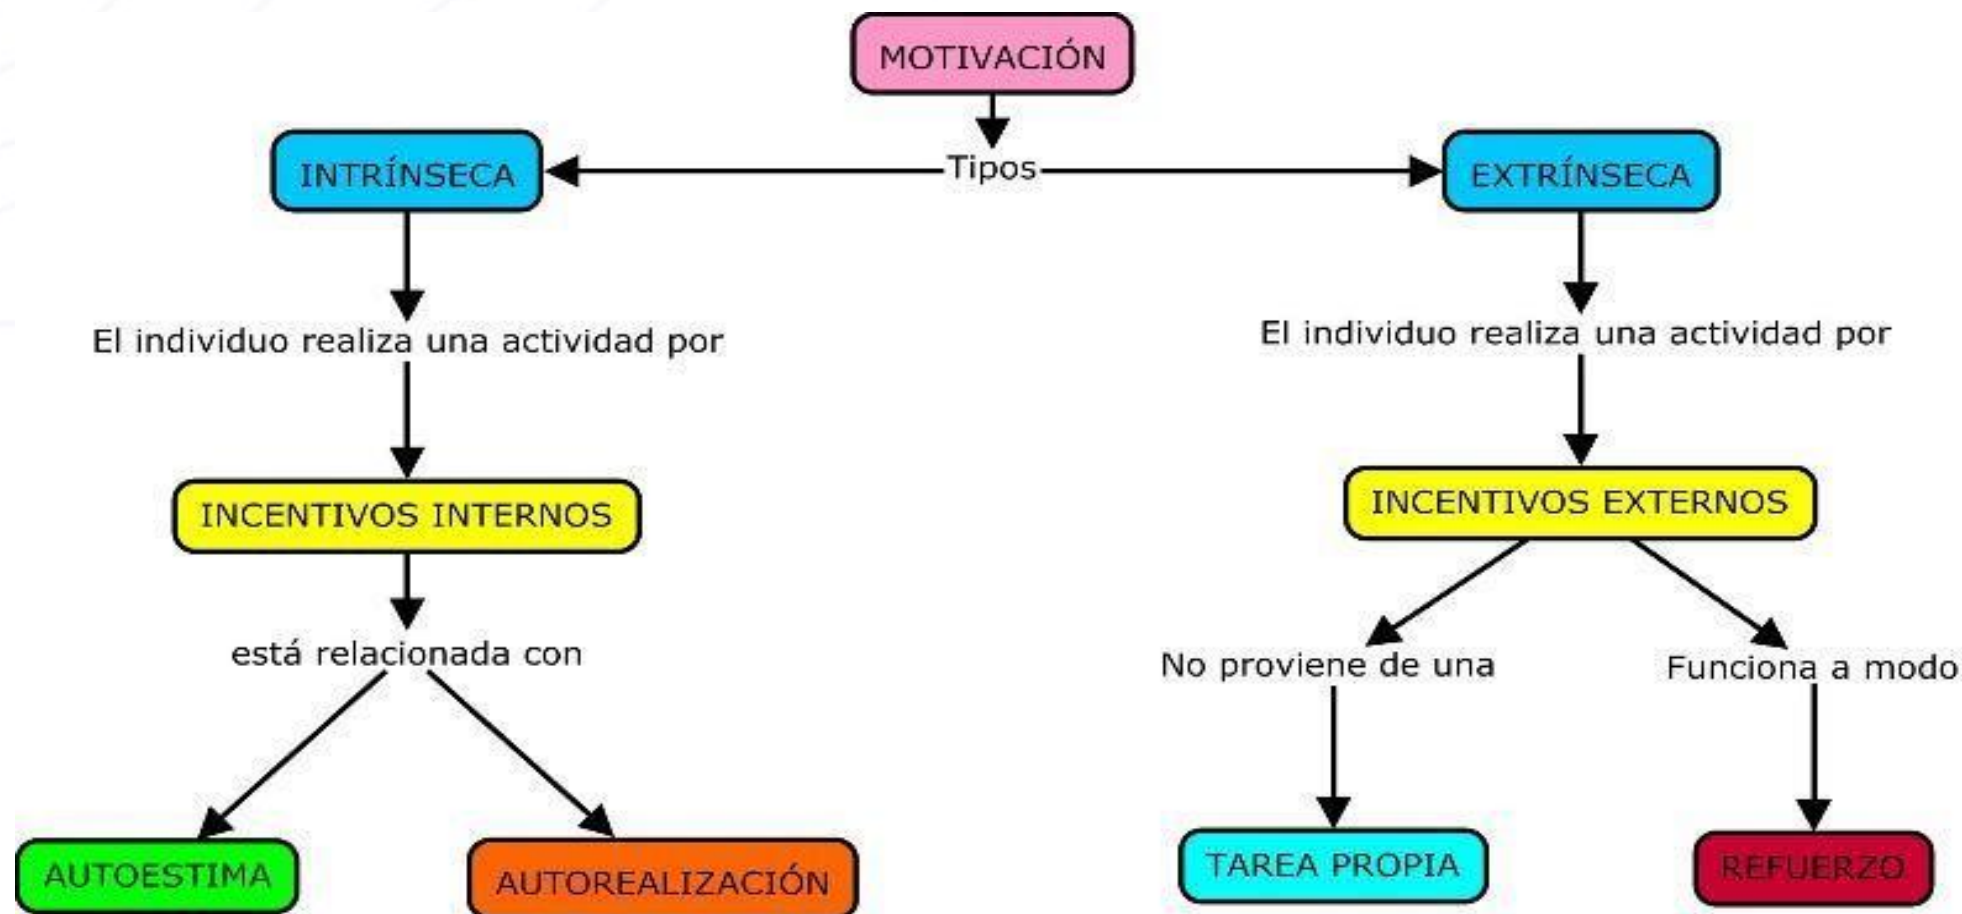 MOTIVACIÓN
Tipos
INTRÍNSECA
EXTRÍNSECA
El individuo realiza una actividad por
El individuo realiza una actividad por
INCENTIVOS INTERNOS
INCENTIVOS EXTERNOS
está relacionada con
No proviene de una
Funciona a modo
AUTOESTIMA
AUTOREALIZACIÓN
TAREA PROPIA
REFUERZO